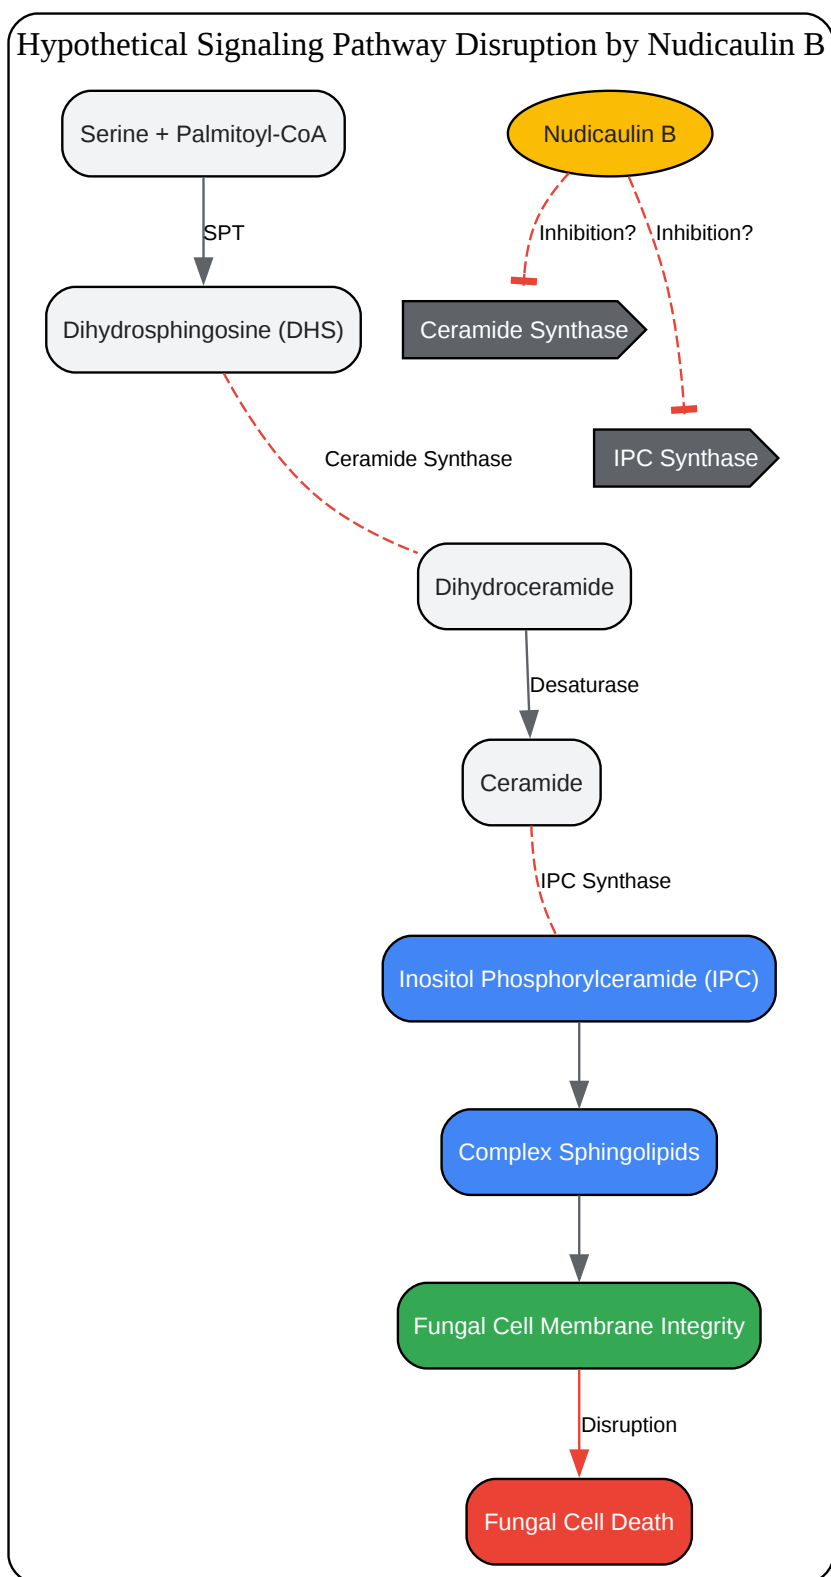 Hypothetical Signaling Pathway Disruption by Nudicaulin B
Serine + Palmitoyl-CoA
Nudicaulin B
SPT
Inhibition?
Inhibition?
Dihydrosphingosine (DHS)
Ceramide Synthase
Ceramide Synthase
IPC Synthase
Dihydroceramide
Desaturase
Ceramide
IPC Synthase
Inositol Phosphorylceramide (IPC)
Complex Sphingolipids
Fungal Cell Membrane Integrity
Disruption
Fungal Cell Death